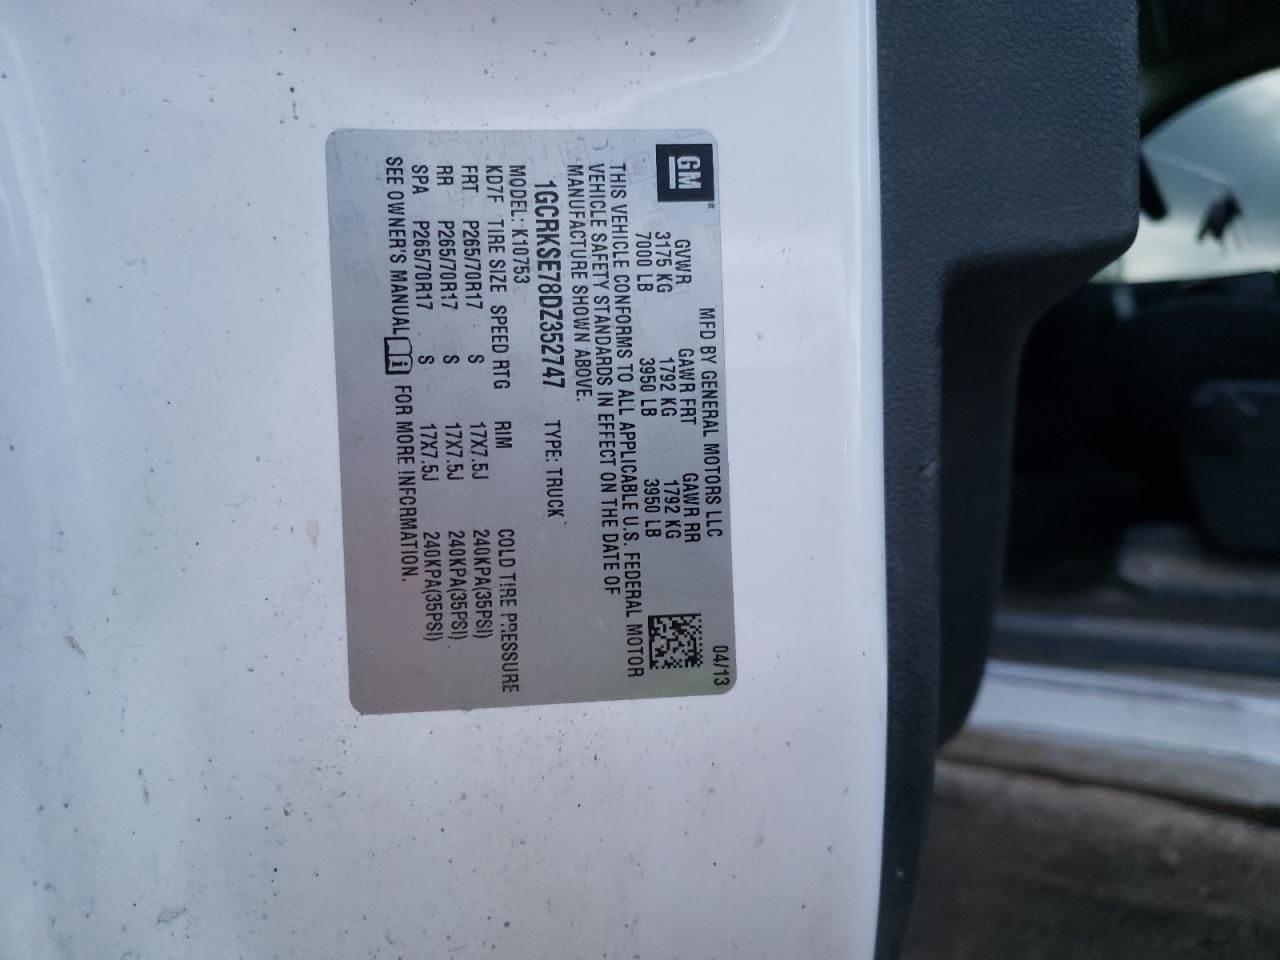 GM
MFD BY GENERAL MOTORS LLC 04/13
GVWR GAWR FRT GAWR RR
3175 KG 1792 KG 1792 KG
7000 LB 3950 LB 3950 LB
THIS VEHICLE CONFORMS TO ALL APPLICABLE U.S. FEDERAL MOTOR
VEHICLE SAFETY STANDARDS IN EFFECT ON THE DATE OF
MANUFACTURE SHOWN ABOVE.
1GCRKSE78DZ352747 TYPE: TRUCK
MODEL: K10753
KD7F TIRE SIZE SPEED RTG RIM COLD TIRE PRESSURE
FRT P265/70R17 S 17X7.5J 240KPA(35PSI)
RR P265/70R17 S 17X7.5J 240KPA(35PSI)
SPA P265/70R17 S 17X7.5J 240KPA(35PSI)
SEE OWNER'S MANUAL i FOR MORE INFORMATION.